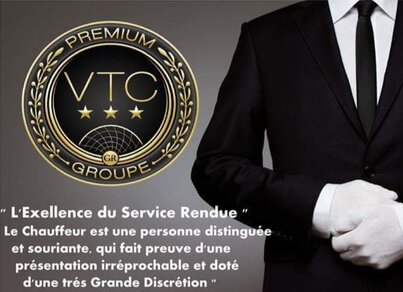 PREMIUM
VTC
GR
GROUPE
" L'Exellence du Service Rendue "
Le Chauffeur est une personne distinguée
et souriante, qui fait preuve d'une
présentation irréprochable et doté
d'une trés Grande Discrétion "